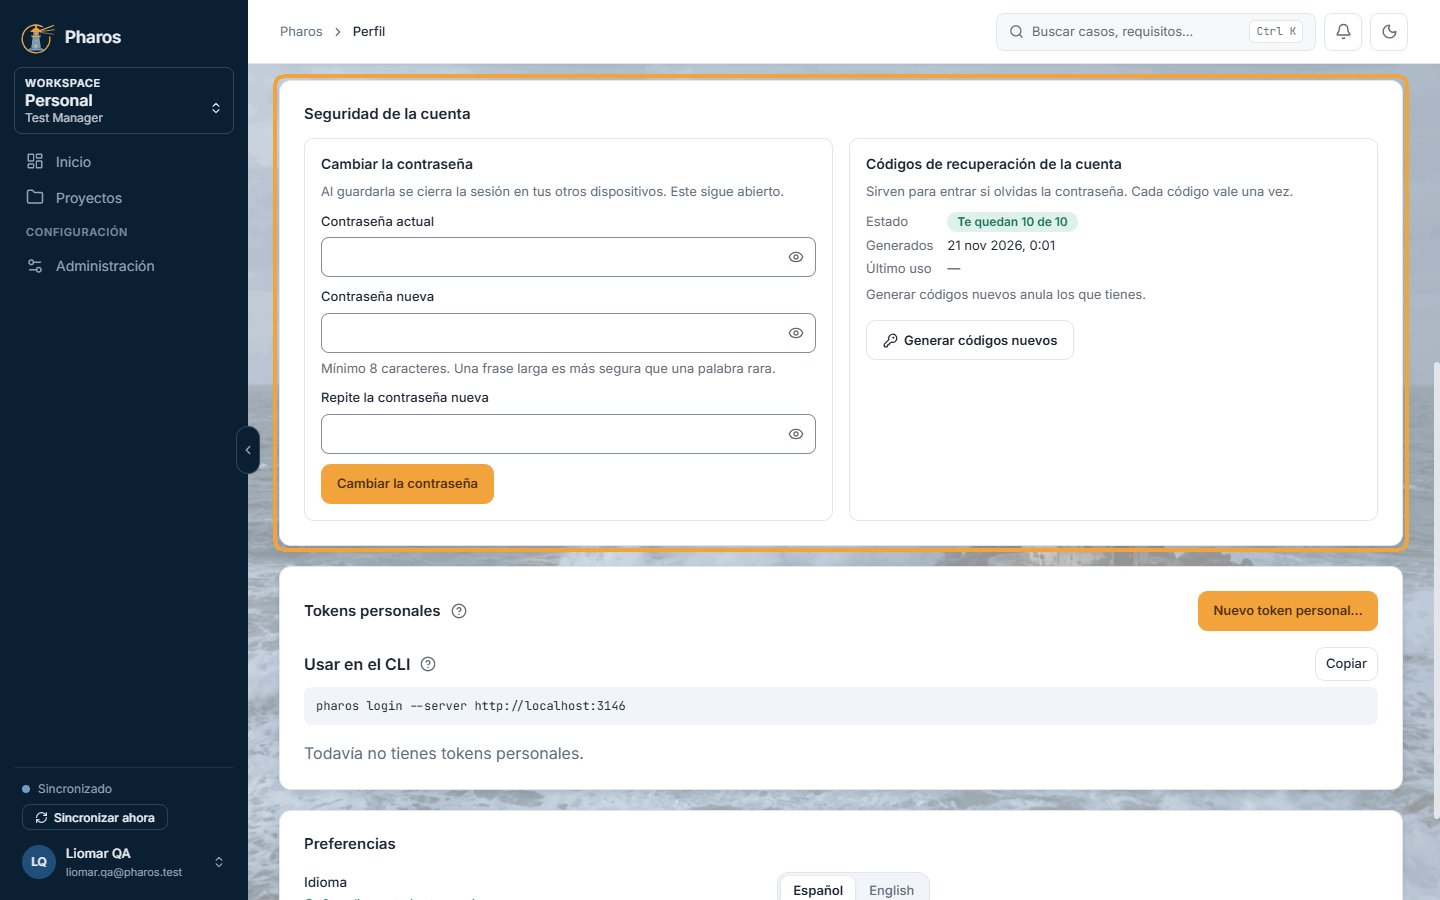 Pharos
WORKSPACE
Personal
Test Manager
Inicio
Proyectos
CONFIGURACIÓN
Administración
Sincronizado
Sincronizar ahora
LQ
Liomar QA
liomar.qa@pharos.test
Pharos > Perfil
Buscar casos, requisitos...
Ctrl K
Seguridad de la cuenta
Cambiar la contraseña
Al guardarla se cierra la sesión en tus otros dispositivos. Este sigue abierto.
Contraseña actual
Contraseña nueva
Mínimo 8 caracteres. Una frase larga es más segura que una palabra rara.
Repite la contraseña nueva
Cambiar la contraseña
Códigos de recuperación de la cuenta
Sirven para entrar si olvidas la contraseña. Cada código vale una vez.
Estado Te quedan 10 de 10
Generados 21 nov 2026, 0:01
Último uso —
Generar códigos nuevos anula los que tienes.
Generar códigos nuevos
Tokens personales
Nuevo token personal...
Usar en el CLI
Copiar
pharos login --server http://localhost:3146
Todavía no tienes tokens personales.
Preferencias
Idioma
Español English